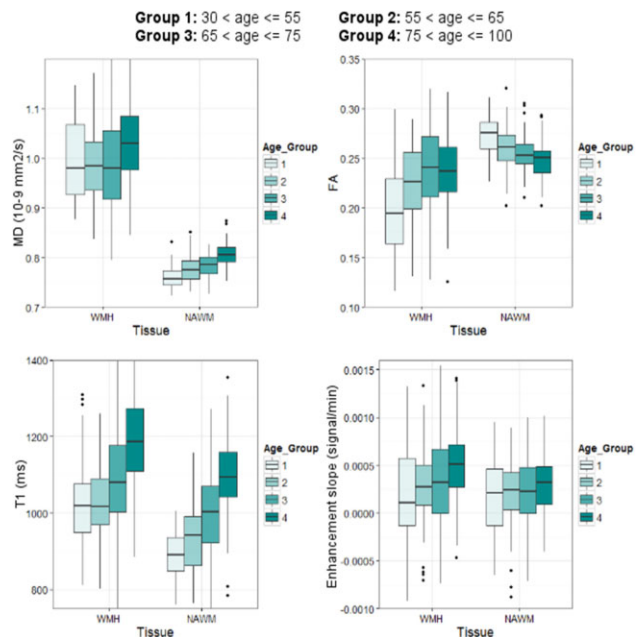 Group 1: 30 < age <= 55 Group 2: 55 < age <= 65
Group 3: 65 < age <= 75 Group 4: 75 < age <= 100
MD (10-9 mm2/s)
1.1
1.0
0.9
0.8
0.7
WMH NAWM
Tissue
Age_Group
1
2
3
4
FA
0.35
0.30
0.25
0.20
0.15
0.10
WMH NAWM
Tissue
Age_Group
1
2
3
4
T1 (ms)
1400
1200
1000
800
WMH NAWM
Tissue
Age_Group
1
2
3
4
Enhancement slope (signal/min)
0.0015
0.0010
0.0005
0.0000
-0.0005
-0.0010
WMH NAWM
Tissue
Age_Group
1
2
3
4